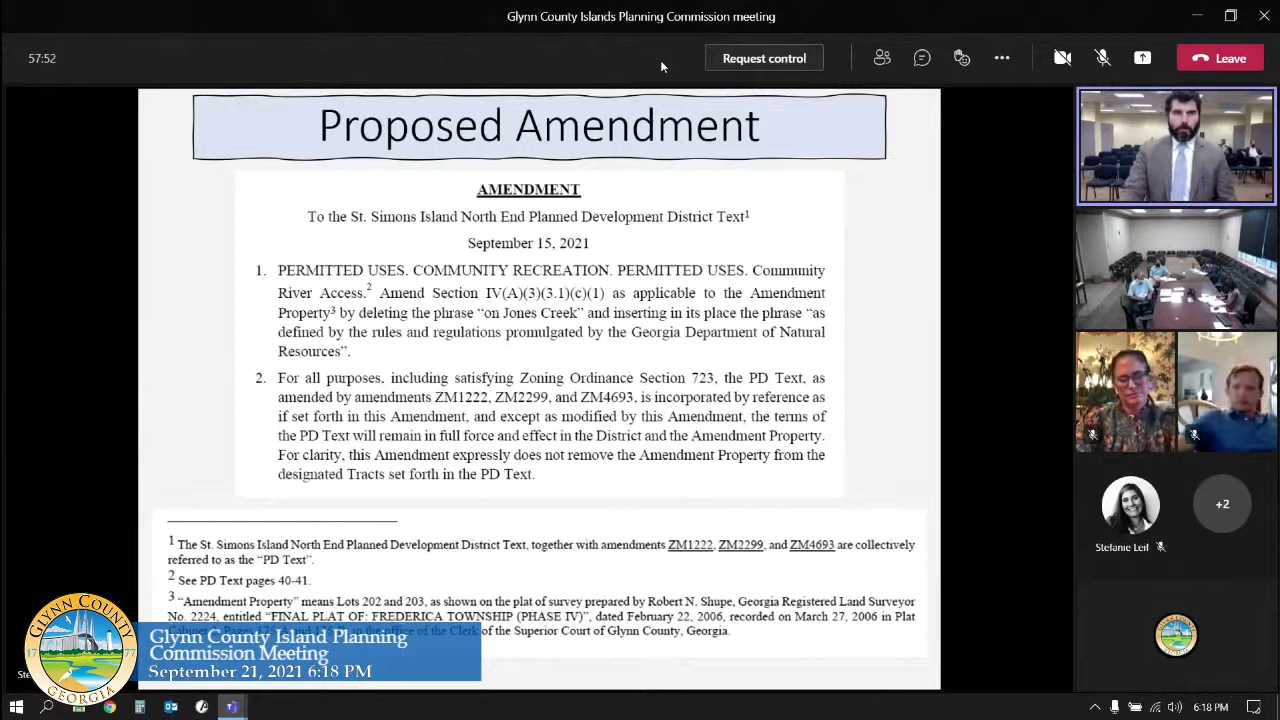 Glynn County Islands Planning Commission meeting
57:52
Request control
Leave
Proposed Amendment
AMENDMENT
To the St. Simons Island North End Planned Development District Text1
September 15, 2021
1. PERMITTED USES. COMMUNITY RECREATION. PERMITTED USES. Community
River Access.2 Amend Section IV(A)(3)(3.1)(c)(1) as applicable to the Amendment
Property3 by deleting the phrase “on Jones Creek” and inserting in its place the phrase “as
defined by the rules and regulations promulgated by the Georgia Department of Natural
Resources”.
2. For all purposes, including satisfying Zoning Ordinance Section 723, the PD Text, as
amended by amendments ZM1222, ZM2299, and ZM4693, is incorporated by reference as
if set forth in this Amendment, and except as modified by this Amendment, the terms of
the PD Text will remain in full force and effect in the District and the Amendment Property.
For clarity, this Amendment expressly does not remove the Amendment Property from the
designated Tracts set forth in the PD Text.
1 The St. Simons Island North End Planned Development District Text, together with amendments ZM1222, ZM2299, and ZM4693 are collectively
referred to as the “PD Text”.
2 See PD Text pages 40-41.
3 “Amendment Property” means Lots 202 and 203, as shown on the plat of survey prepared by Robert N. Shupe, Georgia Registered Land Surveyor
No. 2224, entitled “FINAL PLAT OF: FREDERICA TOWNSHIP (PHASE IV)”, dated February 22, 2006, recorded on March 27, 2006 in Plat
in the office of the Clerk of the Superior Court of Glynn County, Georgia.
GLYNN COUNTY
1777
GEORGIA
Glynn County Island Planning
Commission Meeting
September 21, 2021 6:18 PM
Stefanie Leif
+2
6:18 PM